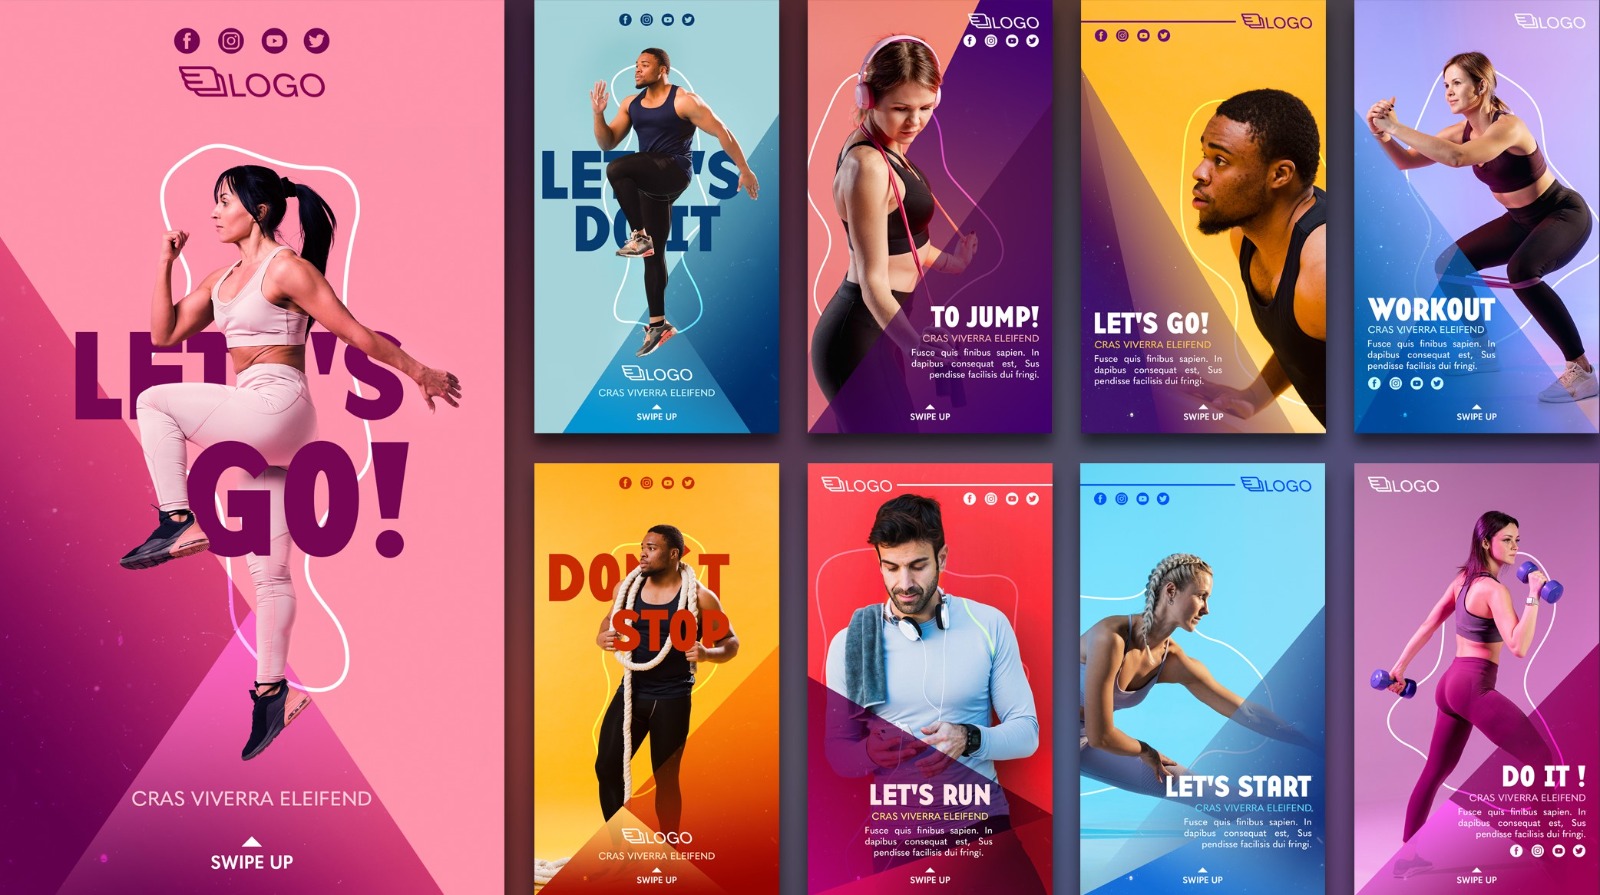 LOGO
LET'S
GO!
CRAS VIVERRA ELEIFEND
SWIPE UP
LET'S
DO IT
LOGO
CRAS VIVERRA ELEIFEND
SWIPE UP
LOGO
TO JUMP!
CRAS VIVERRA ELEIFEND
Fusce quis finibus sapien. In
dapibus consequat est, Sus
pendisse facilisis dui fringi.
SWIPE UP
LOGO
LET'S GO!
CRAS VIVERRA ELEIFEND
Fusce quis finibus sapien. In
dapibus consequat est, Sus
pendisse facilisis dui fringi.
SWIPE UP
LOGO
WORKOUT
CRAS VIVERRA ELEIFEND
Fusce quis finibus sapien. In
dapibus consequat est, Sus
pendisse facilisis dui fringi.
SWIPE UP
DON'T
STOP
LOGO
CRAS VIVERRA ELEIFEND
SWIPE UP
LOGO
LET'S RUN
CRAS VIVERRA ELEIFEND
Fusce quis finibus sapien. In
dapibus consequat est, Sus
pendisse facilisis dui fringi.
SWIPE UP
LOGO
LET'S START
CRAS VIVERRA ELEIFEND,
Fusce quis finibus sapien. In
dapibus consequat est, Sus
pendisse facilisis dui fringi.
SWIPE UP
LOGO
DO IT !
CRAS VIVERRA ELEIFEND
Fusce quis finibus sapien. In
dapibus consequat est, Sus
pendisse facilisis dui fringi.
SWIPE UP